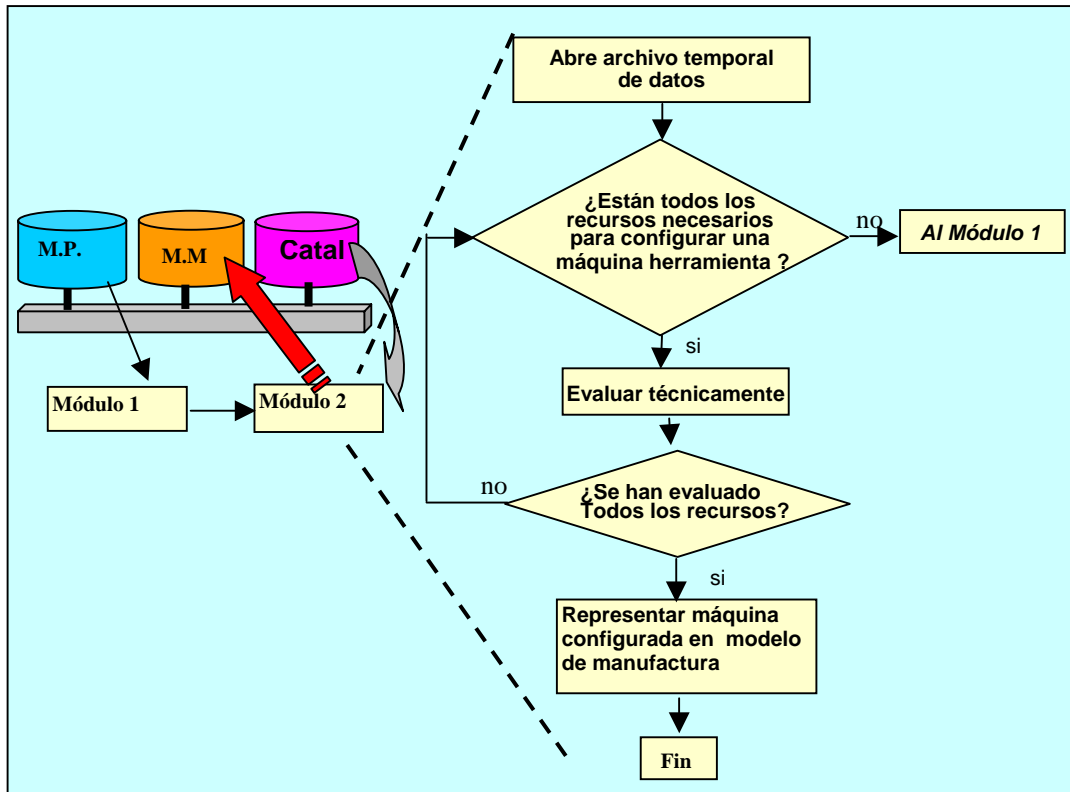 M.P.
M.M
Catal
Módulo 1
Módulo 2
Abre archivo temporal
de datos
¿Están todos los
recursos necesarios
para configurar una
máquina herramienta ?
no
Al Módulo 1
si
Evaluar técnicamente
¿Se han evaluado
Todos los recursos?
no
si
Representar máquina
configurada en modelo
de manufactura
Fin